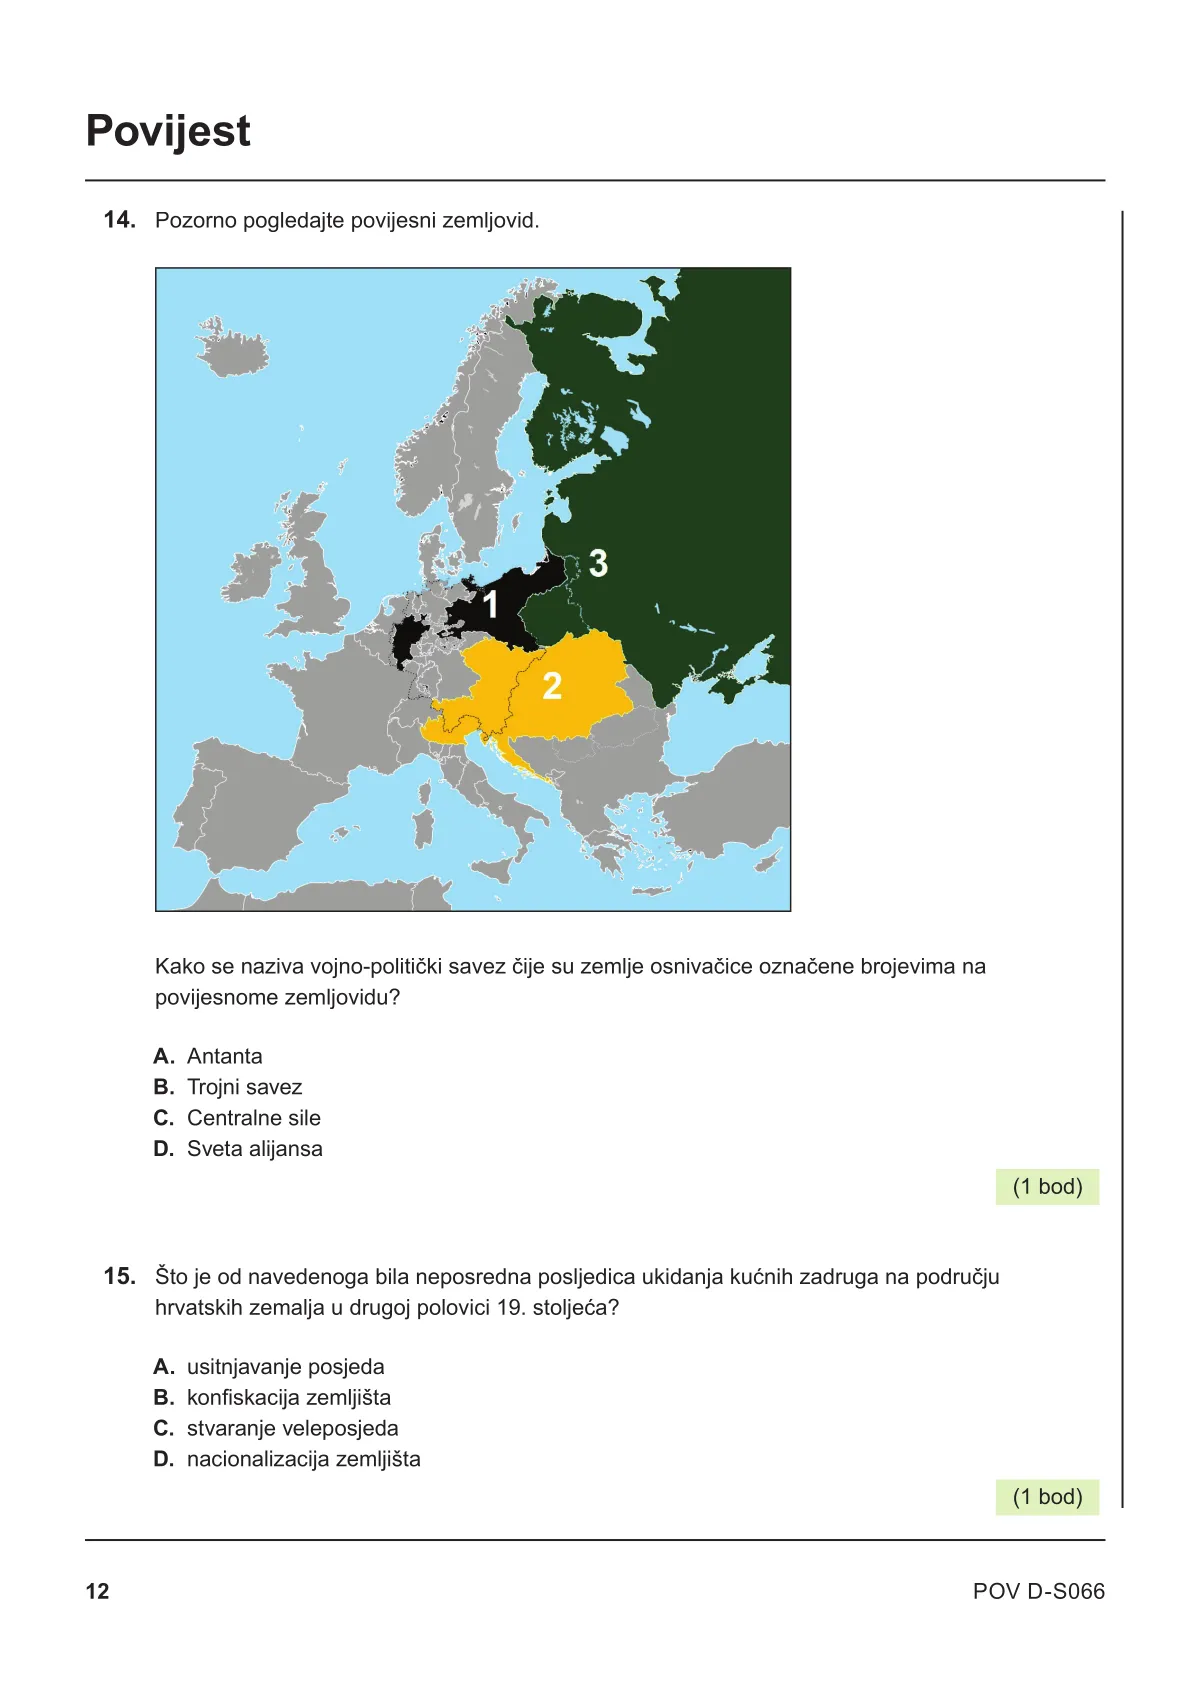 Povijest
14. Pozorno pogledajte povijesni zemljovid.
3
1
2
Kako se naziva vojno-politički savez čije su zemlje osnivačice označene brojevima na
povijesnome zemljovidu?
A. Antanta
B. Trojni savez
C. Centralne sile
D. Sveta alijansa
(1 bod)
15. Što je od navedenoga bila neposredna posljedica ukidanja kućnih zadruga na području
hrvatskih zemalja u drugoj polovici 19. stoljeća?
A. usitnjavanje posjeda
B. konfiskacija zemljišta
C. stvaranje veleposjeda
D. nacionalizacija zemljišta
(1 bod)
12
POV D-S066